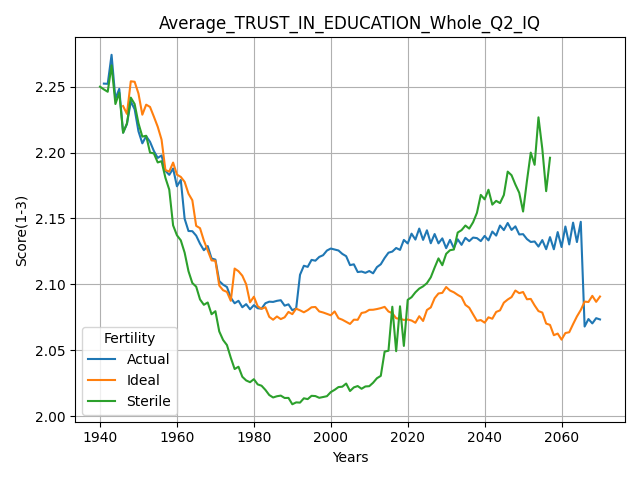 Average_TRUST_IN_EDUCATION_Whole_Q2_IQ
Score(1-3)
2.25
2.20
2.15
2.10
2.05
2.00
Fertility
Actual
Ideal
Sterile
1940 1960 1980 2000 2020 2040 2060
Years